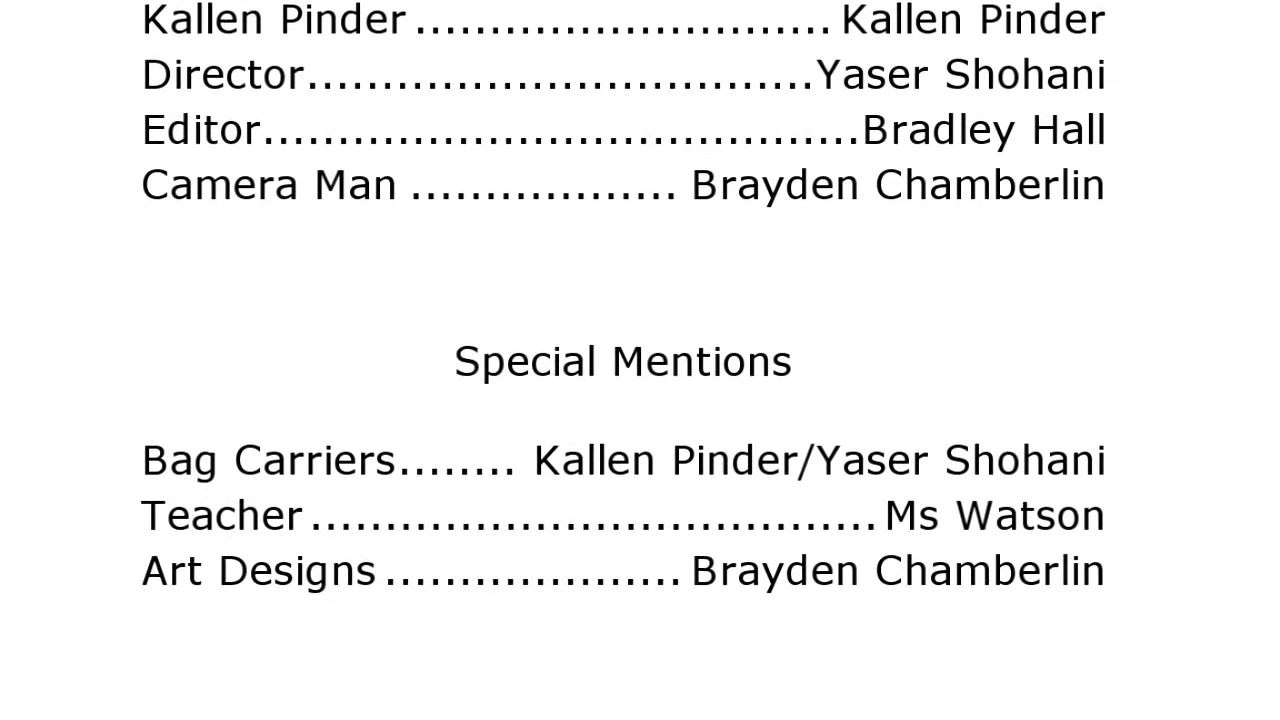 Kallen Pinder ............................ Kallen Pinder
Director..................................Yaser Shohani
Editor........................................Bradley Hall
Camera Man .................. Brayden Chamberlin
Special Mentions
Bag Carriers........ Kallen Pinder/Yaser Shohani
Teacher ...................................... Ms Watson
Art Designs .................... Brayden Chamberlin